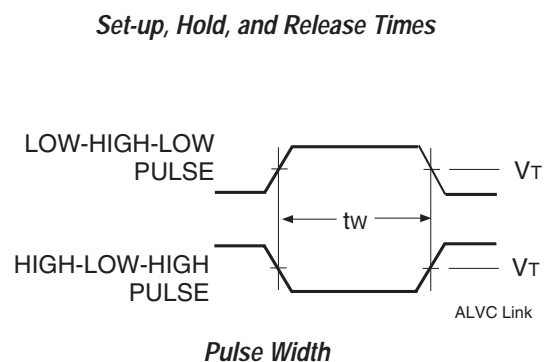 Set-up, Hold, and Release Times
LOW-HIGH-LOW
PULSE
VT
tw
HIGH-LOW-HIGH
PULSE
VT
ALVC Link
Pulse Width